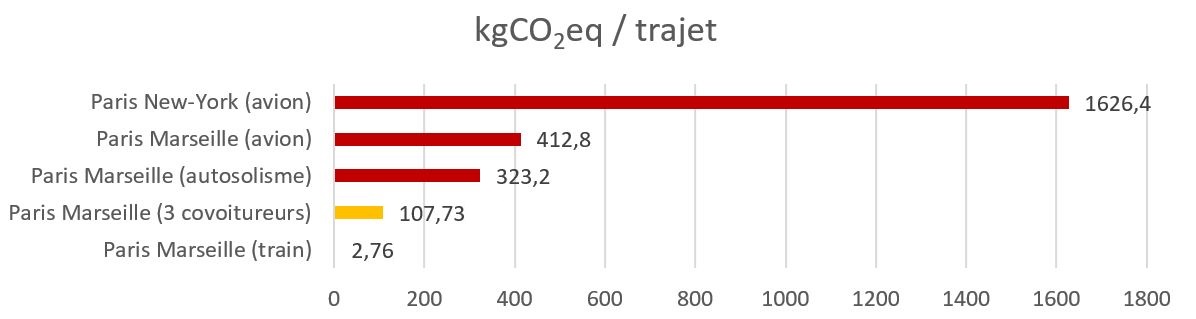 kgCO₂eq / trajet
Paris New-York (avion) 1626,4
Paris Marseille (avion) 412,8
Paris Marseille (autosolisme) 323,2
Paris Marseille (3 covoitureurs) 107,73
Paris Marseille (train) 2,76
0 200 400 600 800 1000 1200 1400 1600 1800